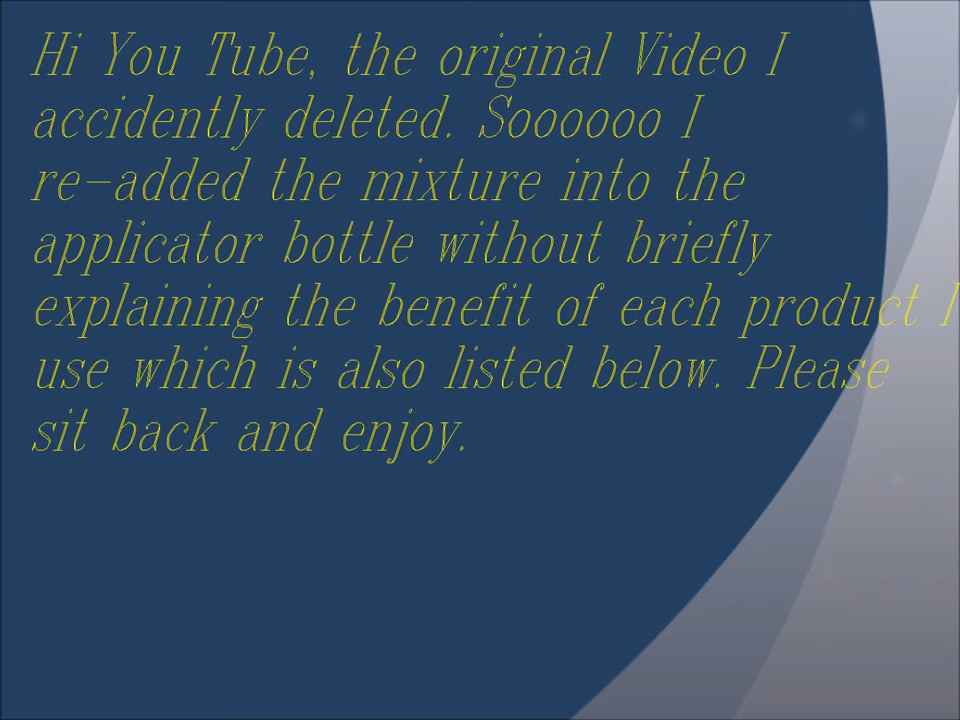 Hi You Tube, the original Video I
accidently deleted. Soooooo I
re-added the mixture into the
applicator bottle without briefly
explaining the benefit of each product I
use which is also listed below. Please
sit back and enjoy.